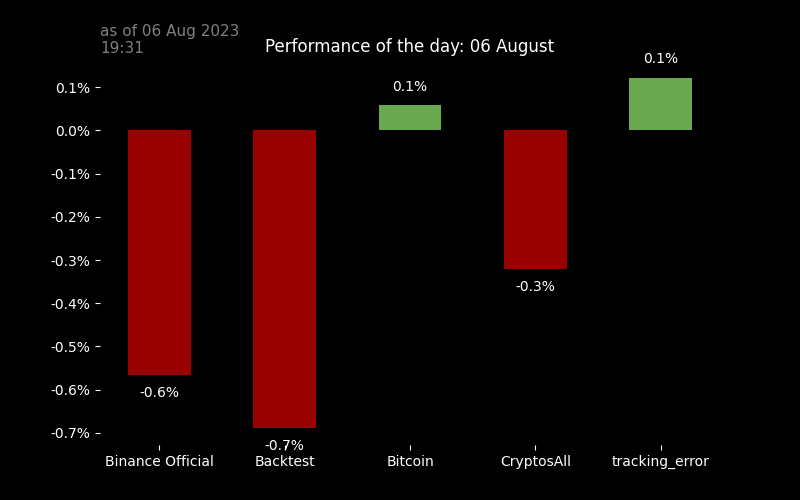 as of 06 Aug 2023
19:31
Performance of the day: 06 August
0.1%
0.1%
0.1%
0.0%
-0.1%
-0.2%
-0.3%
-0.3%
-0.4%
-0.5%
-0.6%
-0.6%
-0.7%
-0.7%
Binance Official
Backtest
Bitcoin
CryptosAll
tracking_error